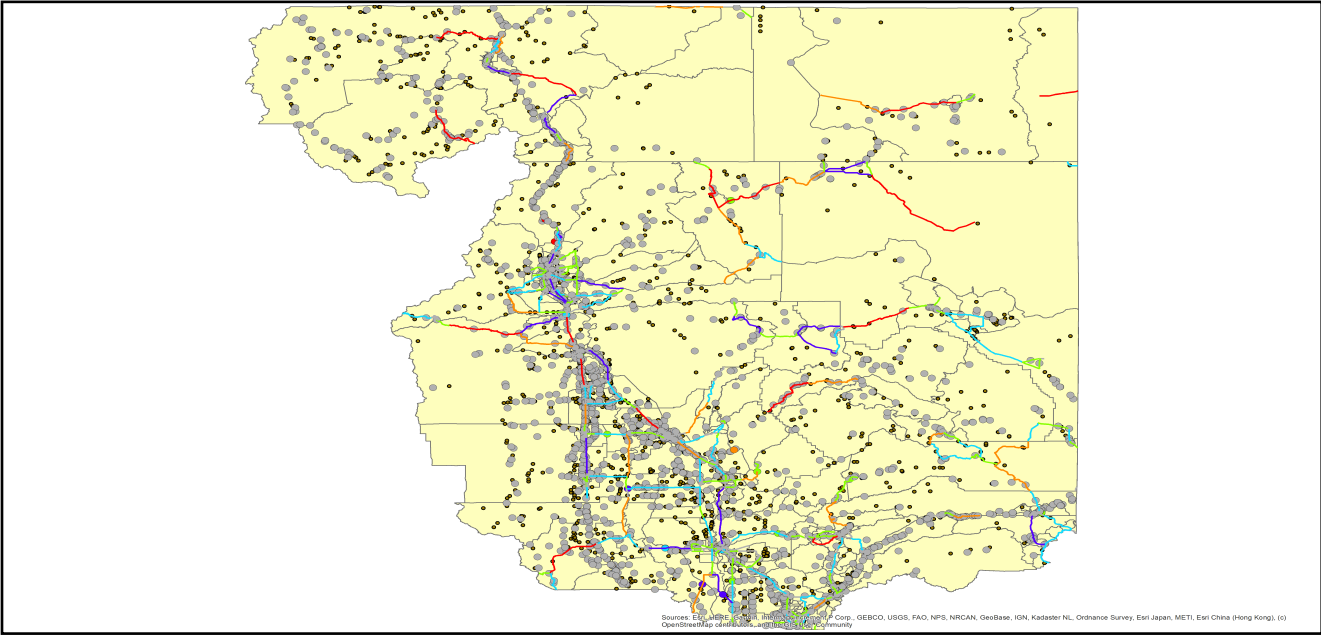 Sources: Esri, HERE, Garmin, Intermap, increment P Corp., GEBCO, USGS, FAO, NPS, NRCAN, GeoBase, IGN, Kadaster NL, Ordnance Survey, Esri Japan, METI, Esri China (Hong Kong), (c)
OpenStreetMap contributors, and the GIS User Community